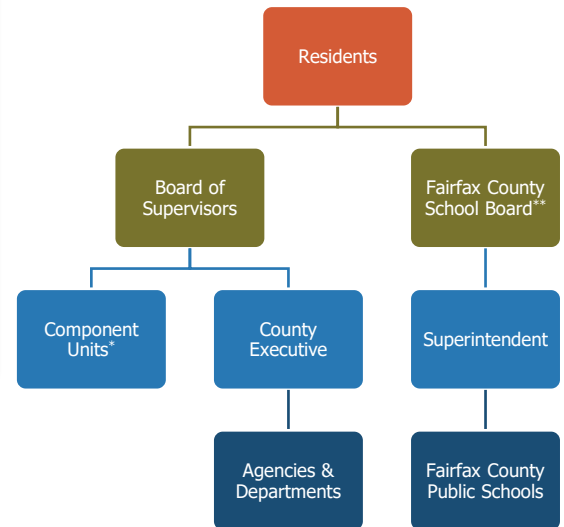 Residents
Board of
Supervisors
Fairfax County
School Board**
Component
Units*
County
Executive
Superintendent
Agencies &
Departments
Fairfax County
Public Schools